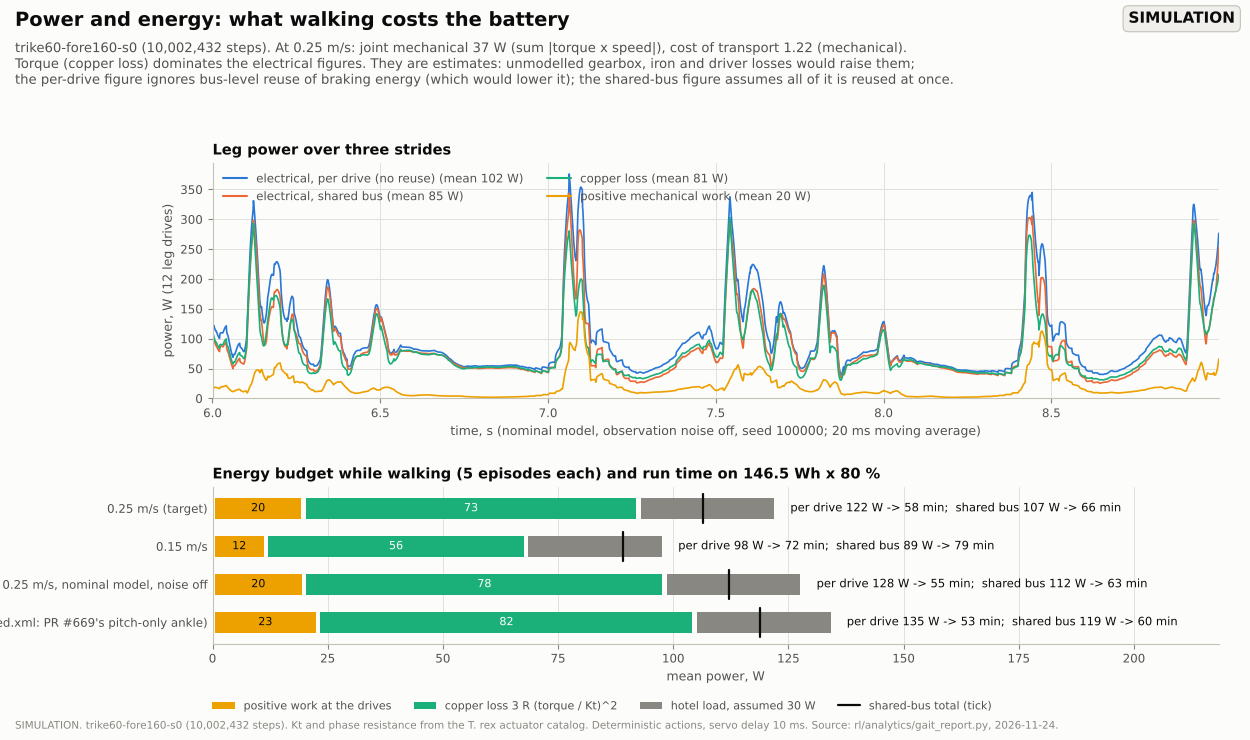 Power and energy: what walking costs the battery
SIMULATION
trike60-fore160-s0 (10,002,432 steps). At 0.25 m/s: joint mechanical 37 W (sum |torque x speed|), cost of transport 1.22 (mechanical).
Torque (copper loss) dominates the electrical figures. They are estimates: unmodelled gearbox, iron and driver losses would raise them;
the per-drive figure ignores bus-level reuse of braking energy (which would lower it); the shared-bus figure assumes all of it is reused at once.
Leg power over three strides
electrical, per drive (no reuse) (mean 102 W)
copper loss (mean 81 W)
electrical, shared bus (mean 85 W)
positive mechanical work (mean 20 W)
power, W (12 leg drives)
350
300
250
200
150
100
50
0
6.0 6.5 7.0 7.5 8.0 8.5
time, s (nominal model, observation noise off, seed 100000; 20 ms moving average)
Energy budget while walking (5 episodes each) and run time on 146.5 Wh x 80 %
0.25 m/s (target) 20 73 per drive 122 W -> 58 min; shared bus 107 W -> 66 min
0.15 m/s 12 56 per drive 98 W -> 72 min; shared bus 89 W -> 79 min
0.25 m/s, nominal model, noise off 20 78 per drive 128 W -> 55 min; shared bus 112 W -> 63 min
ed.xml: PR #669's pitch-only ankle) 23 82 per drive 135 W -> 53 min; shared bus 119 W -> 60 min
0 25 50 75 100 125 150 175 200
mean power, W
positive work at the drives
copper loss 3 R (torque / Kt)^2
hotel load, assumed 30 W
shared-bus total (tick)
SIMULATION. trike60-fore160-s0 (10,002,432 steps). Kt and phase resistance from the T. rex actuator catalog. Deterministic actions, servo delay 10 ms. Source: rl/analytics/gait_report.py, 2026-11-24.